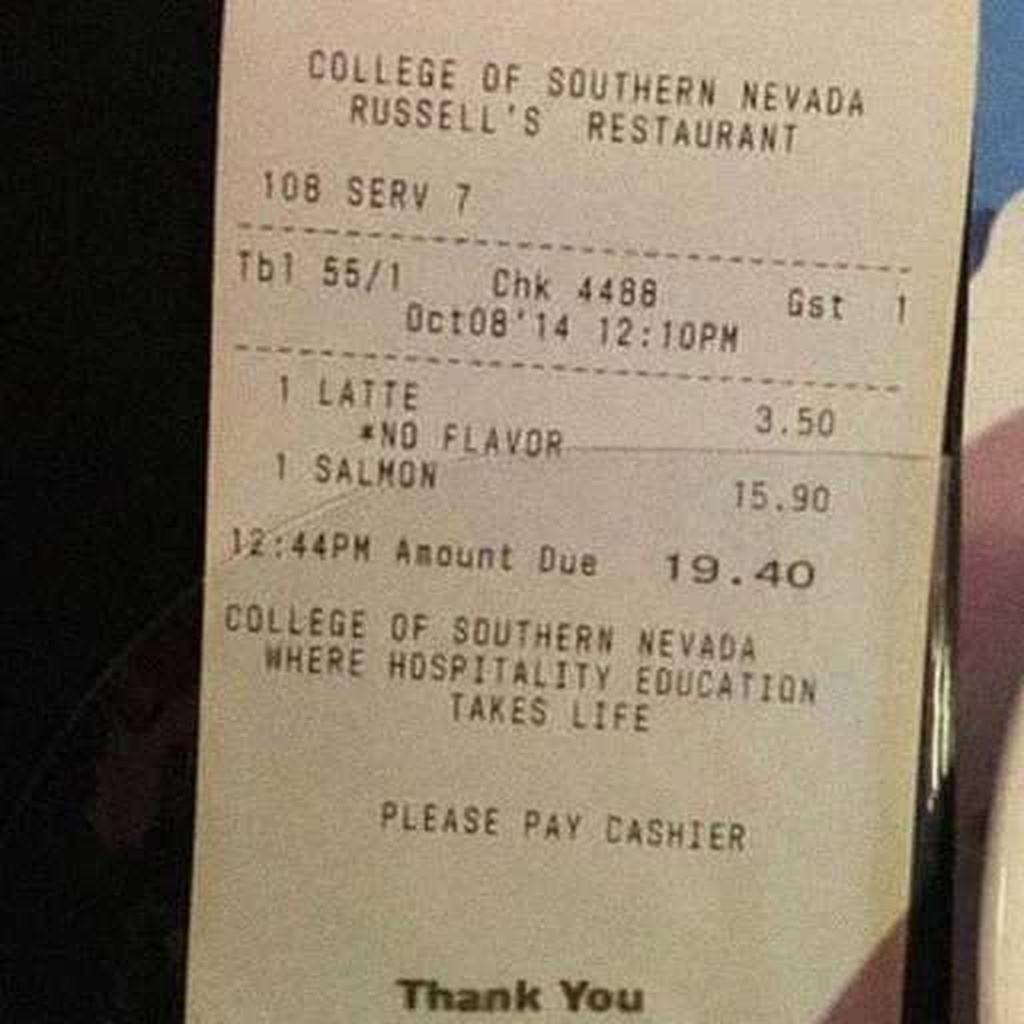 COLLEGE OF SOUTHERN NEVADA
RUSSELL'S RESTAURANT
108 SERV 7
Tbl 55/1 Chk 4488 Gst 1
Oct08'14 12:10PM
1 LATTE 3.50
*NO FLAVOR
1 SALMON 15.90
12:44PM Amount Due 19.40
COLLEGE OF SOUTHERN NEVADA
WHERE HOSPITALITY EDUCATION
TAKES LIFE
PLEASE PAY CASHIER
Thank You